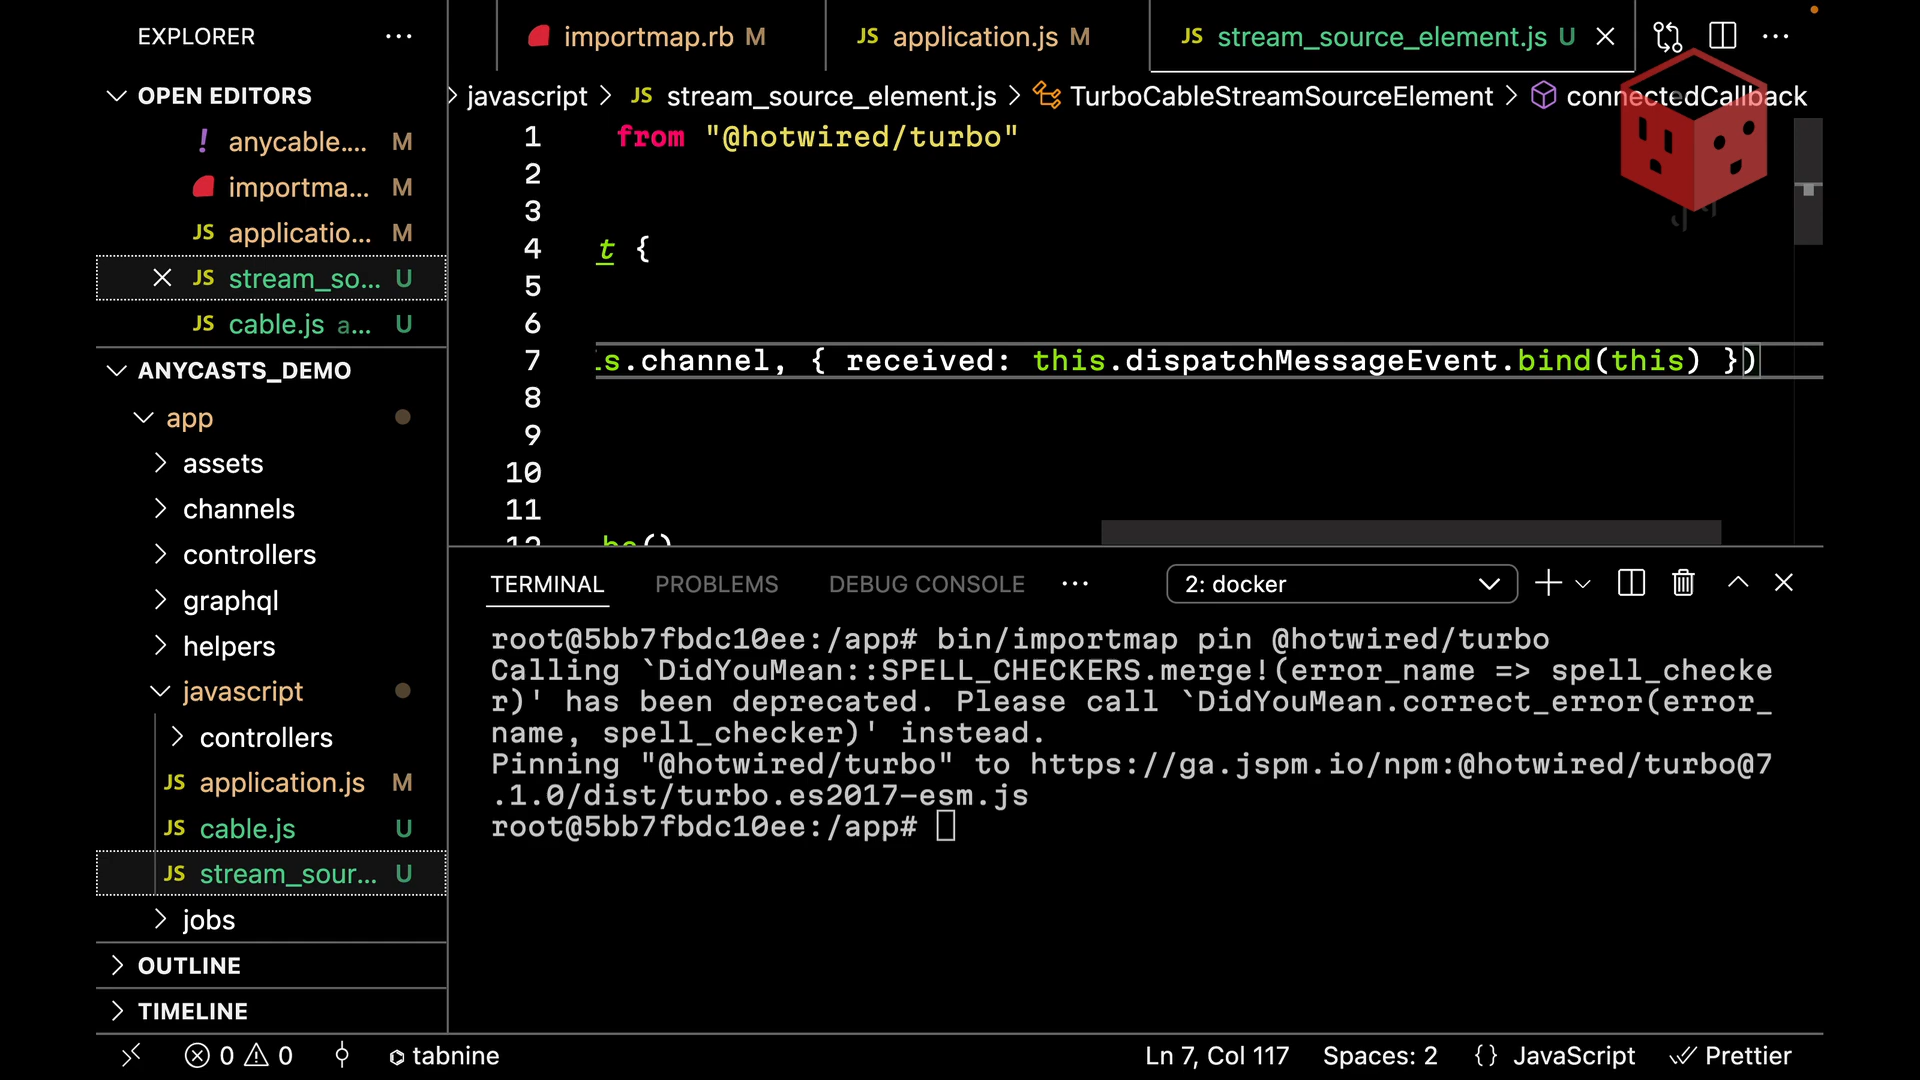 EXPLORER
OPEN EDITORS
! anycable.... M
importma... M
JS applicatio... M
JS stream_so... U
JS cable.js a... U
ANYCASTS_DEMO
app
assets
channels
controllers
graphql
helpers
javascript
controllers
JS application.js M
JS cable.js U
JS stream_sour... U
jobs
OUTLINE
TIMELINE
importmap.rb M
JS application.js M
JS stream_source_element.js U
javascript > JS stream_source_element.js > TurboCableStreamSourceElement > connectedCallback
1 from "@hotwired/turbo"
2
3
4 t {
5
6
7 s.channel, { received: this.dispatchMessageEvent.bind(this) })
8
9
10
11
12
TERMINAL PROBLEMS DEBUG CONSOLE ... 2: docker
root@5bb7fbdc10ee:/app# bin/importmap pin @hotwired/turbo
Calling `DidYouMean::SPELL_CHECKERS.merge!(error_name => spell_checke
r)' has been deprecated. Please call `DidYouMean.correct_error(error_
name, spell_checker)' instead.
Pinning "@hotwired/turbo" to https://ga.jspm.io/npm:@hotwired/turbo@7
.1.0/dist/turbo.es2017-esm.js
root@5bb7fbdc10ee:/app#
0 0 tabnine Ln 7, Col 117 Spaces: 2 {} JavaScript Prettier